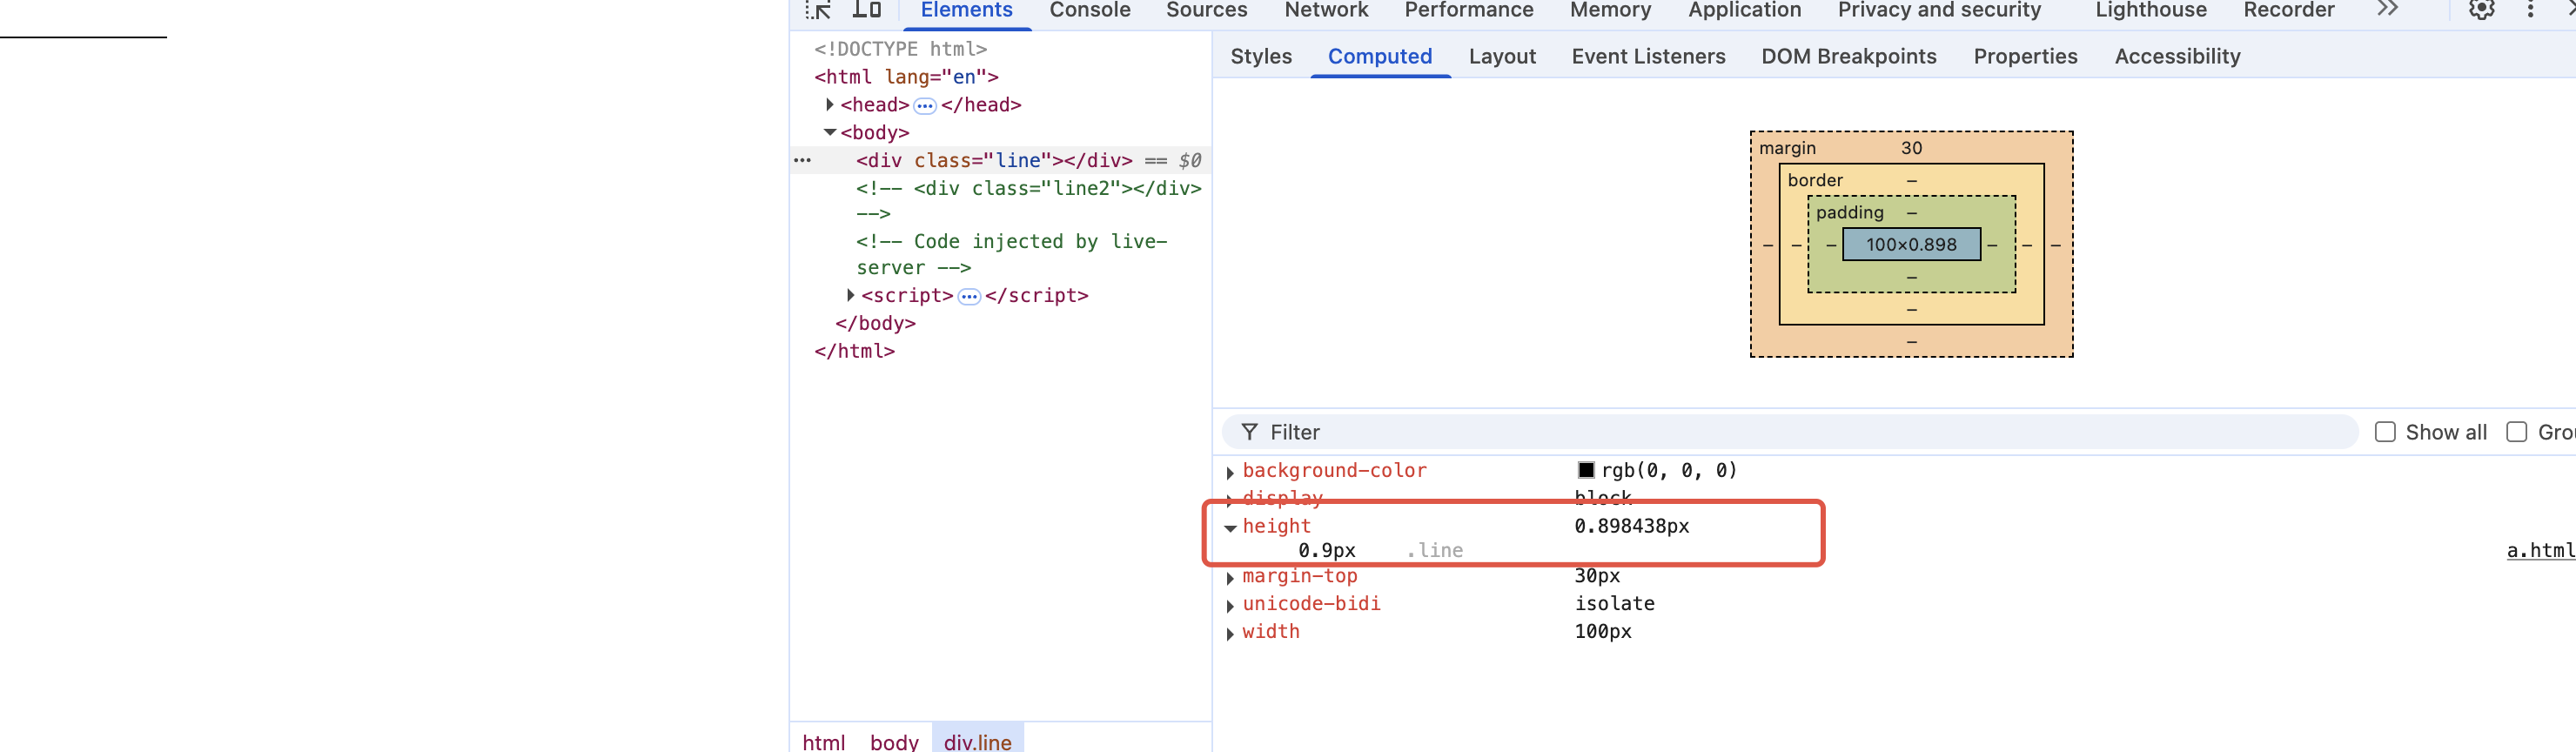 Elements Console Sources Network Performance Memory Application Privacy and security Lighthouse Recorder
<!DOCTYPE html>
<html lang="en">
<head> ••• </head>
<body>
••• <div class="line"></div> == $0
<!-- <div class="line2"></div>
-->
<!-- Code injected by live-
server -->
<script> ••• </script>
</body>
</html>
html body div.line
Styles Computed Layout Event Listeners DOM Breakpoints Properties Accessibility
margin 30
border –
padding –
– – – 100×0.898 – – –
–
–
–
Filter Show all
background-color rgb(0, 0, 0)
display block
height 0.898438px
0.9px .line a.html
margin-top 30px
unicode-bidi isolate
width 100px